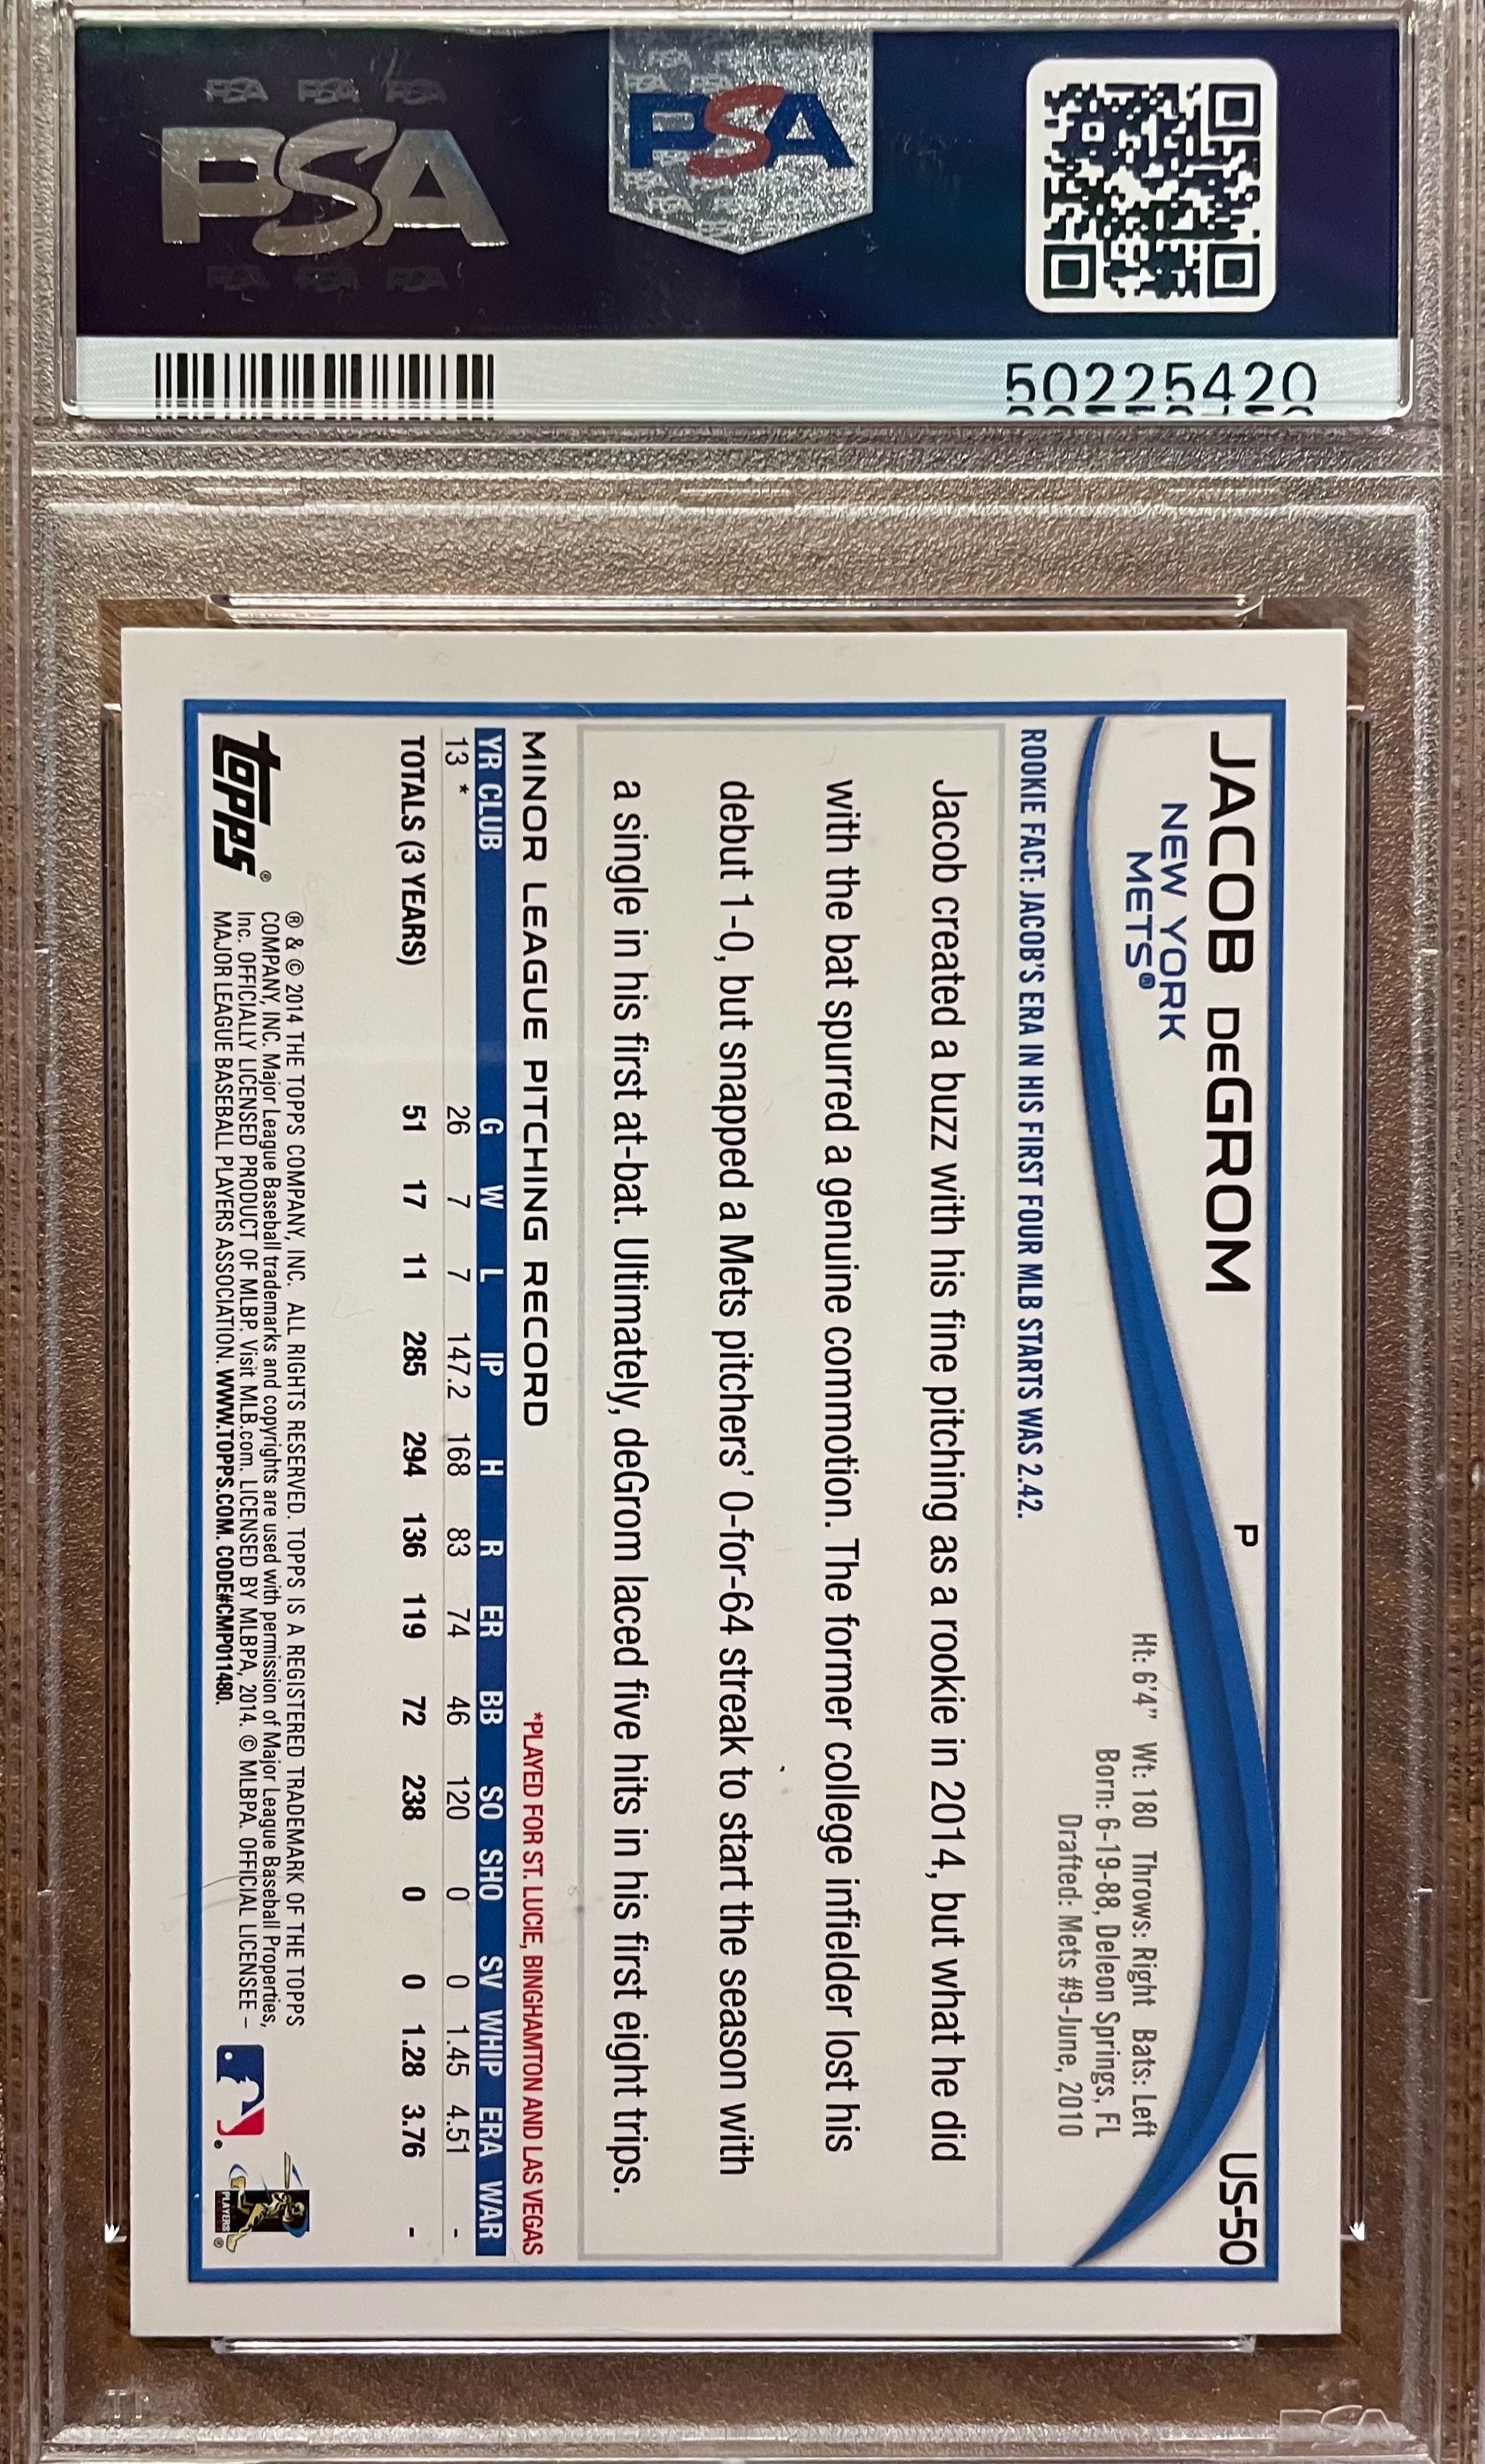 PSA PSA PSA
PSA
PSA PSA PSA
PSA
50225420
JACOB DeGROM P US-50
NEW YORK
METS®
Ht: 6'4" Wt: 180 Throws: Right Bats: Left
Born: 6-19-88, Deleon Springs, FL
Drafted: Mets #9-June, 2010
ROOKIE FACT: JACOB'S ERA IN HIS FIRST FOUR MLB STARTS WAS 2.42.
Jacob created a buzz with his fine pitching as a rookie in 2014, but what he did
with the bat spurred a genuine commotion. The former college infielder lost his
debut 1-0, but snapped a Mets pitchers' 0-for-64 streak to start the season with
a single in his first at-bat. Ultimately, deGrom laced five hits in his first eight trips.
MINOR LEAGUE PITCHING RECORD *PLAYED FOR ST. LUCIE, BINGHAMTON AND LAS VEGAS
YR CLUB G W L IP H R ER BB SO SHO SV WHIP ERA WAR
13 * 26 7 7 147.2 168 83 74 46 120 0 0 1.45 4.51 -
TOTALS (3 YEARS) 51 17 11 285 294 136 119 72 238 0 0 1.28 3.76 -
topps®
® & © 2014 THE TOPPS COMPANY, INC. ALL RIGHTS RESERVED. TOPPS IS A REGISTERED TRADEMARK OF THE TOPPS
COMPANY, INC. Major League Baseball trademarks and copyrights are used with permission of Major League Baseball Properties,
Inc. OFFICIALLY LICENSED PRODUCT OF MLBP. Visit MLB.com. LICENSED BY MLBPA, 2014. © MLBPA. OFFICIAL LICENSEE –
MAJOR LEAGUE BASEBALL PLAYERS ASSOCIATION. WWW.TOPPS.COM. CODE#CMP011480.
PLAYERS
PSA